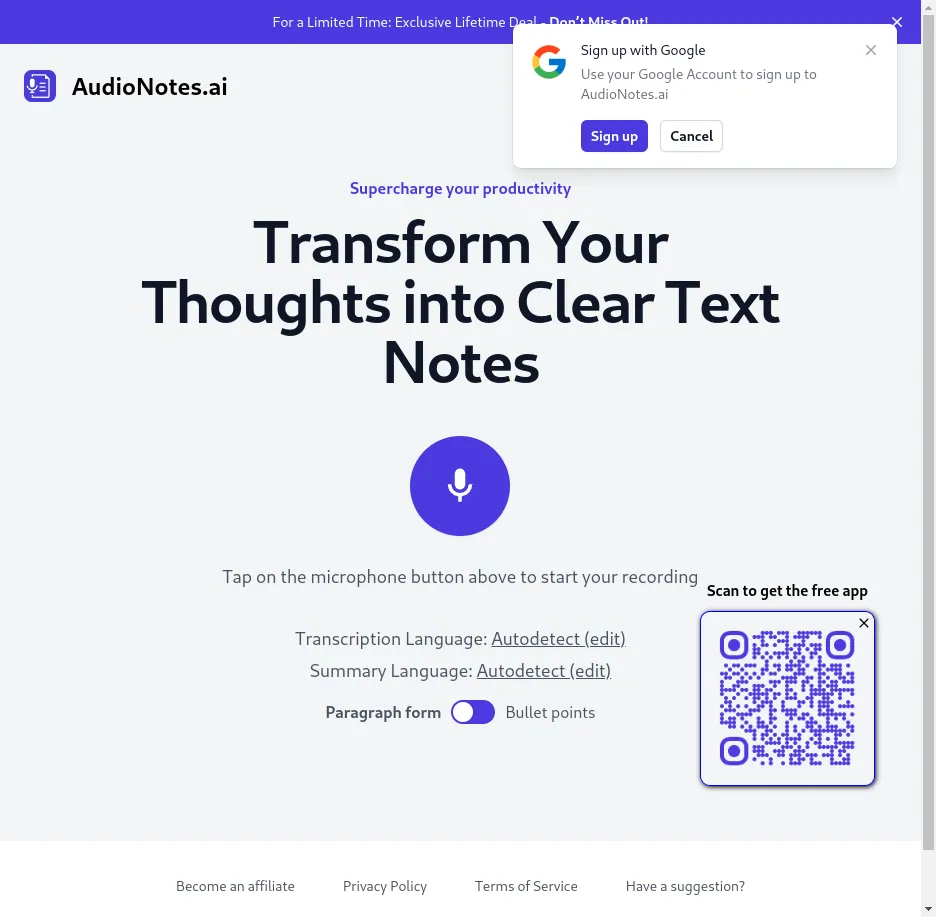 For a Limited Time: Exclusive Lifetime Deal - Don't Miss Out!
AudioNotes.ai
Sign up with Google
Use your Google Account to sign up to
AudioNotes.ai
Sign up
Cancel
Supercharge your productivity
Transform Your
Thoughts into Clear Text
Notes
Tap on the microphone button above to start your recording
Scan to get the free app
Transcription Language: Autodetect (edit)
Summary Language: Autodetect (edit)
Paragraph form
Bullet points
Become an affiliate
Privacy Policy
Terms of Service
Have a suggestion?